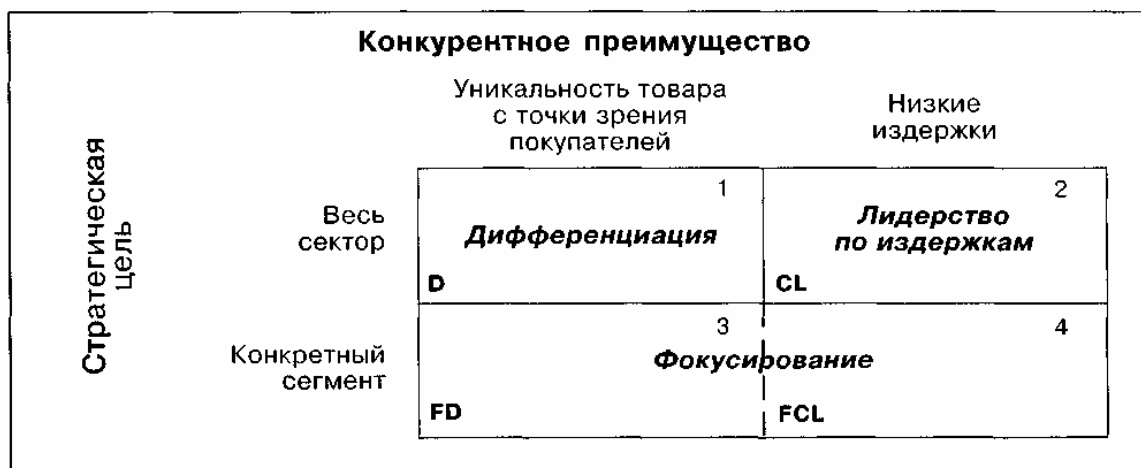 Конкурентное преимущество
Уникальность товара
с точки зрения
покупателей
Низкие
издержки
Стратегическая
цель
Весь
сектор
1
Дифференциация
D
2
Лидерство
по издержкам
CL
Конкретный
сегмент
3
4
Фокусирование
FD
FCL